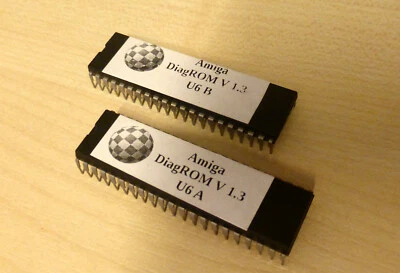 Amiga
DiagROM V 1.3
U6 B
Amiga
DiagROM V 1.3
U6 A